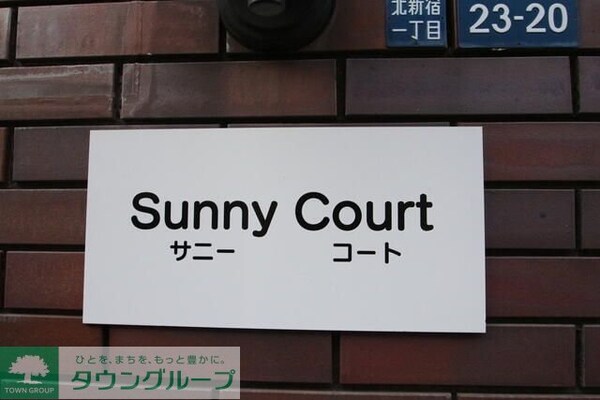 北新宿
一丁目
23-20
Sunny Court
サニー コート
ひとを、まちを、もっと豊かに。
タウングループ
TOWN GROUP